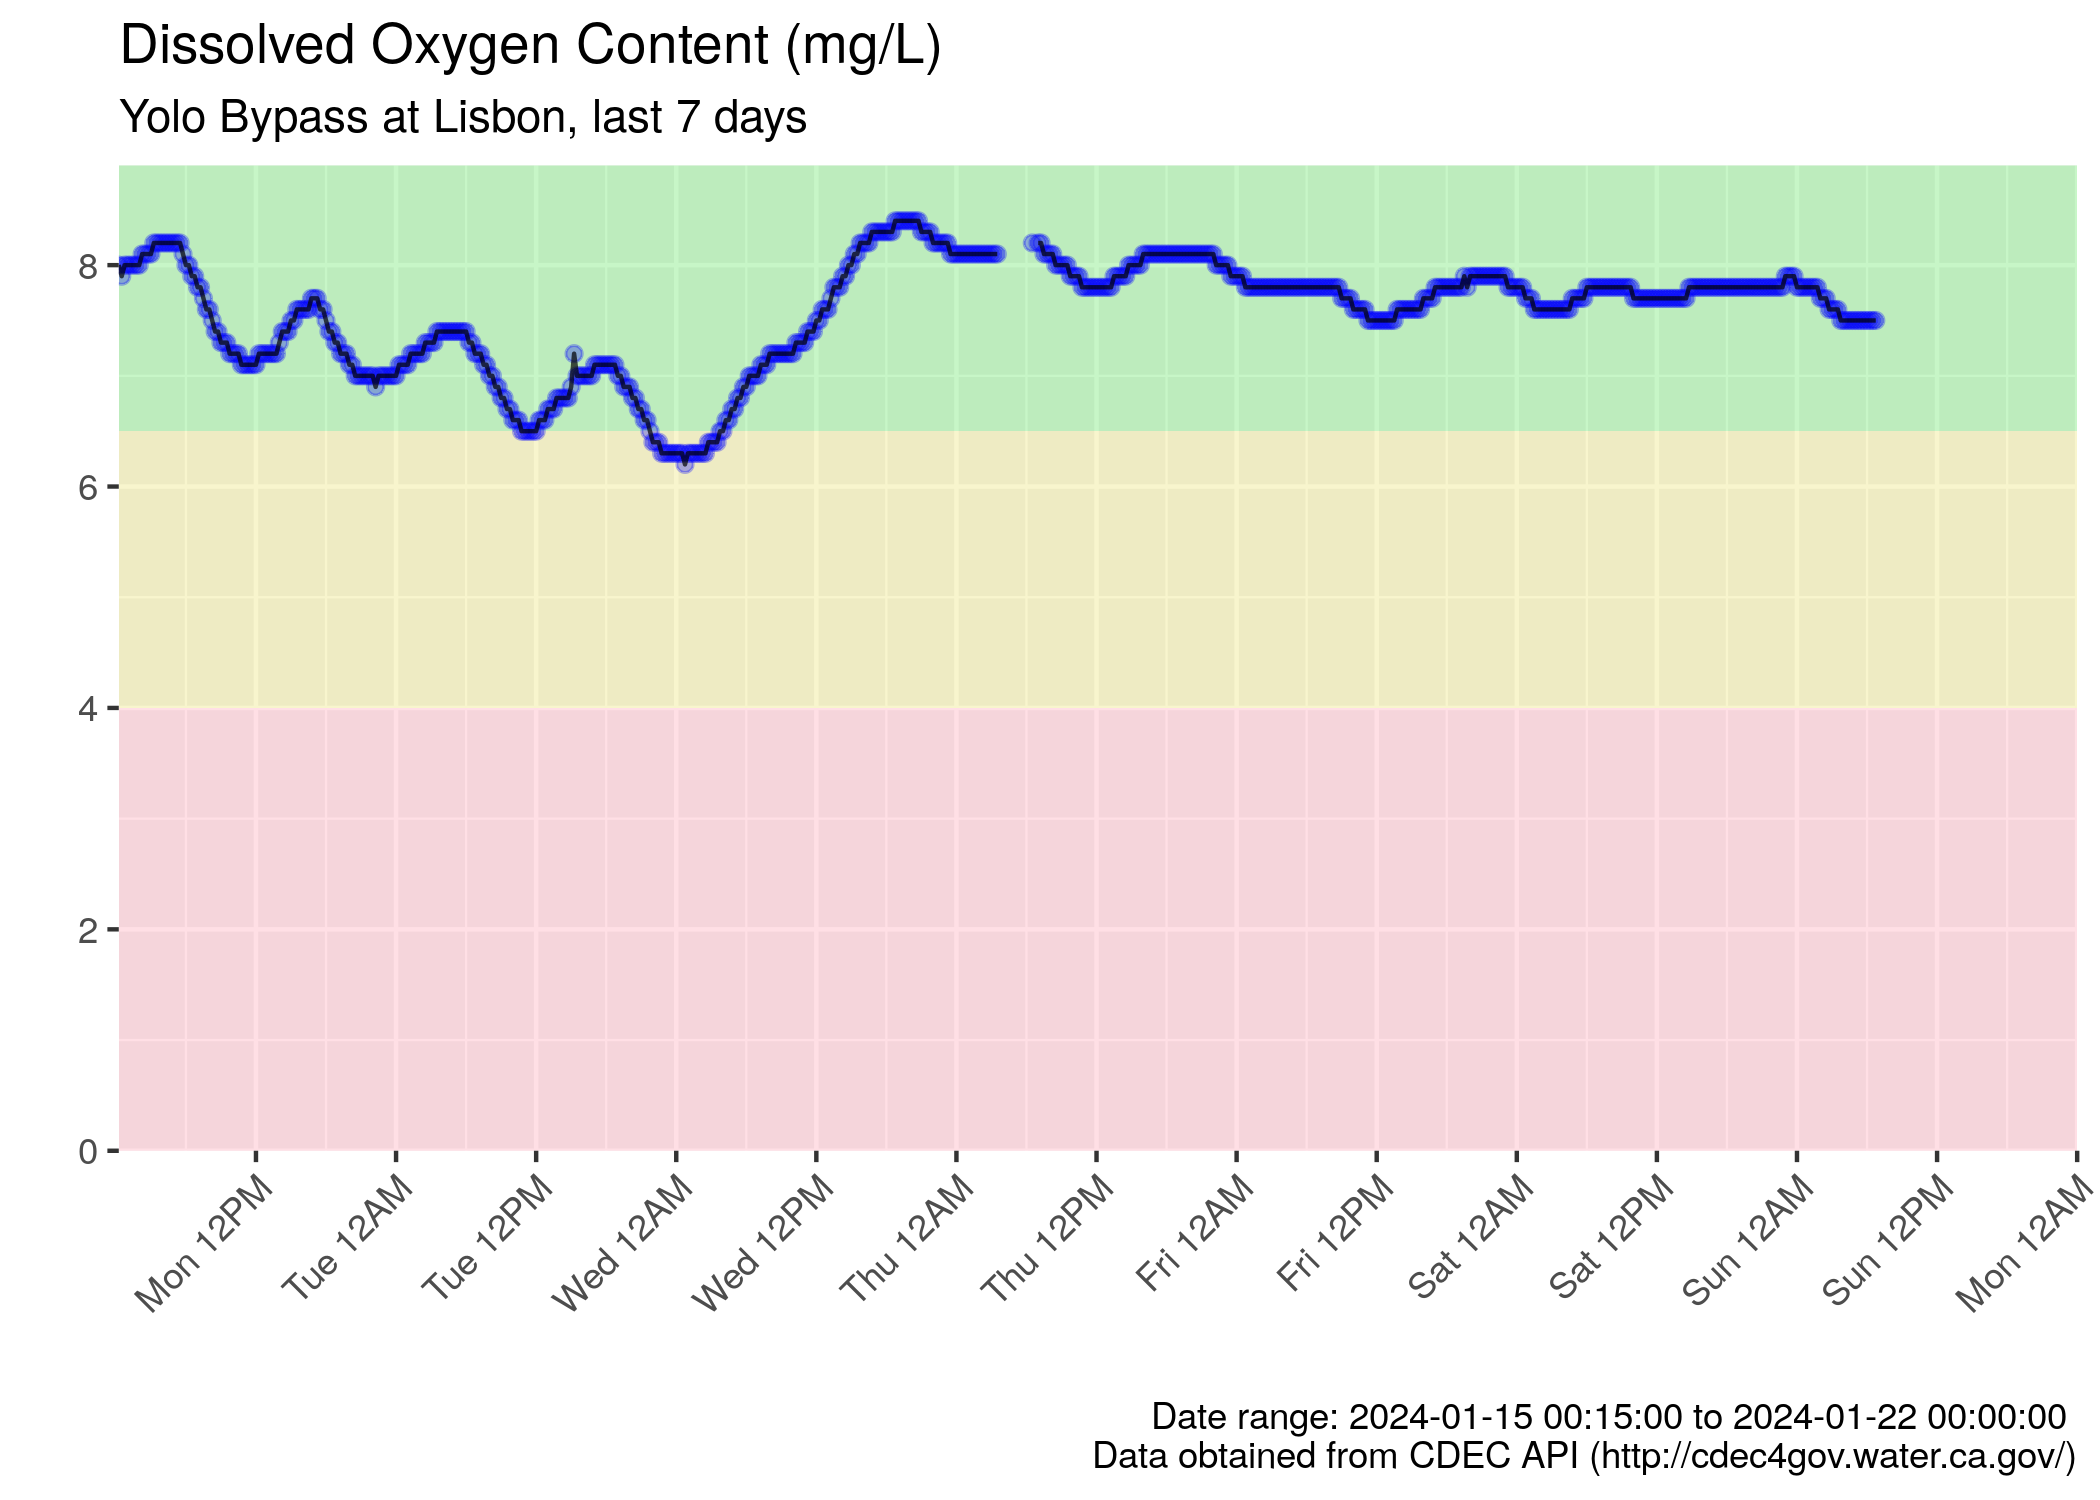 Dissolved Oxygen Content (mg/L)
Yolo Bypass at Lisbon, last 7 days
8
6
4
2
0
Mon 12PM
Tue 12AM
Tue 12PM
Wed 12AM
Wed 12PM
Thu 12AM
Thu 12PM
Fri 12AM
Fri 12PM
Sat 12AM
Sat 12PM
Sun 12AM
Sun 12PM
Mon 12AM
Date range: 2024-01-15 00:15:00 to 2024-01-22 00:00:00
Data obtained from CDEC API (http://cdec4gov.water.ca.gov/)